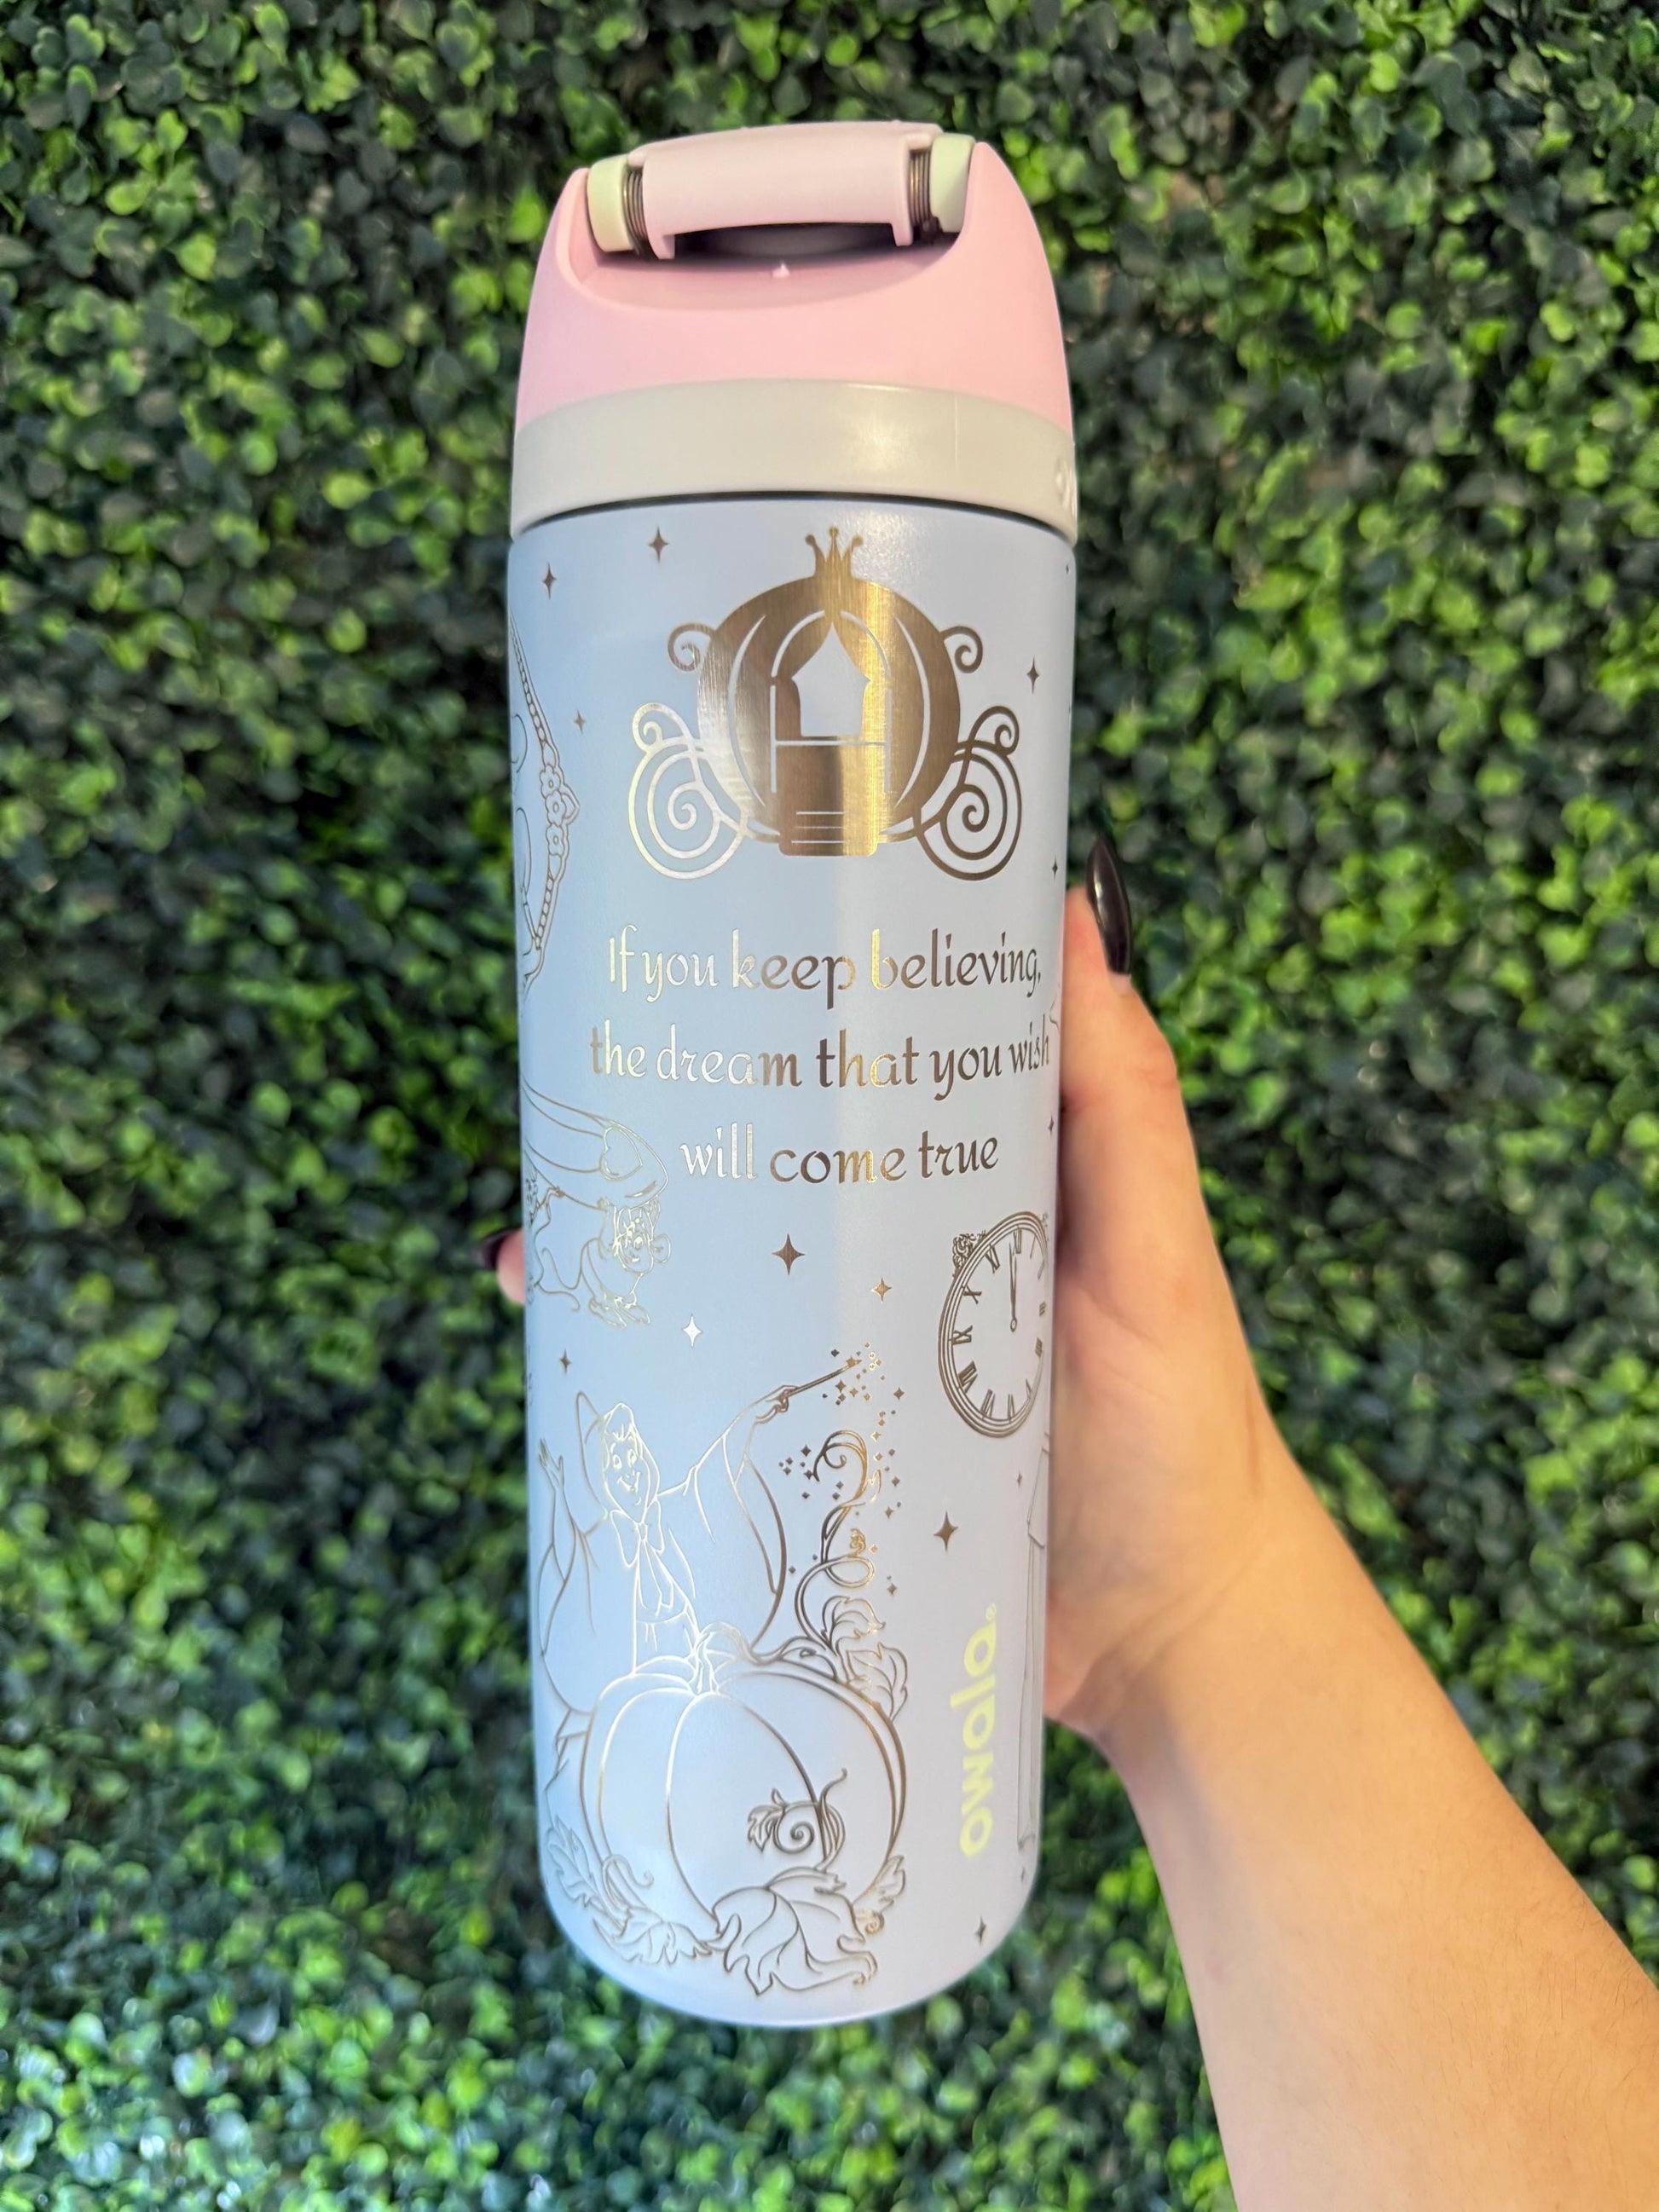 If you keep believing,
the dream that you wish
will come true
owala